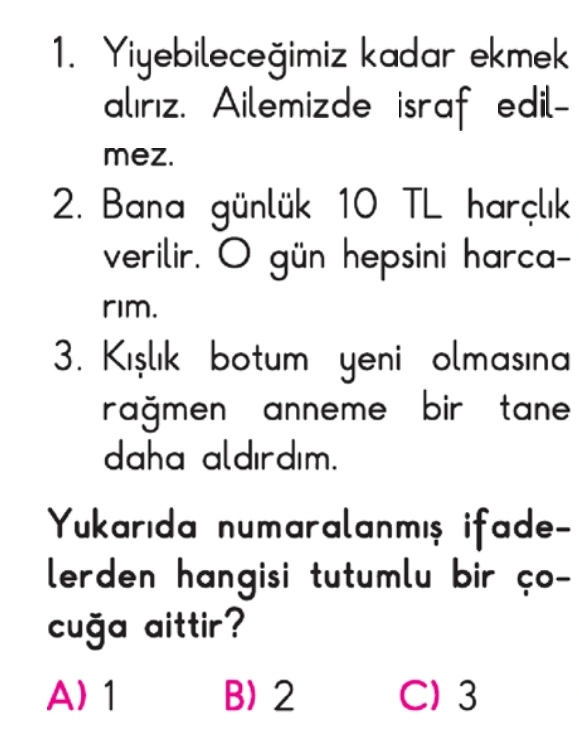 1. Yiyebileceğimiz kadar ekmek
alırız. Ailemizde israf edil-
mez.
2. Bana günlük 10 TL harçlık
verilir. O gün hepsini harca-
rım.
3. Kışlık botum yeni olmasına
rağmen anneme bir tane
daha aldırdım.
Yukarıda numaralanmış ifade-
lerden hangisi tutumlu bir ço-
cuğa aittir?
A) 1 B) 2 C) 3